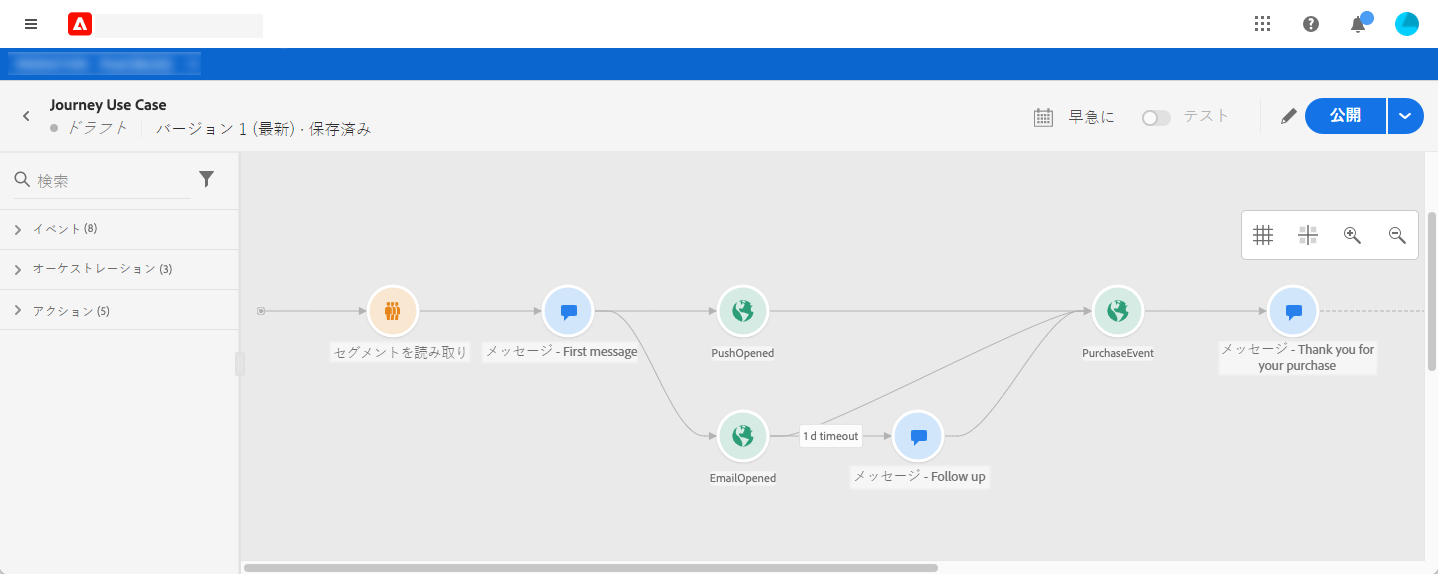 Journey Use Case
ドラフト
バージョン 1 (最新) · 保存済み
早急に
テスト
公開
検索
イベント (8)
オーケストレーション (3)
アクション (5)
セグメントを読み取り
メッセージ - First message
PushOpened
PurchaseEvent
メッセージ - Thank you for
your purchase
1 d timeout
EmailOpened
メッセージ - Follow up